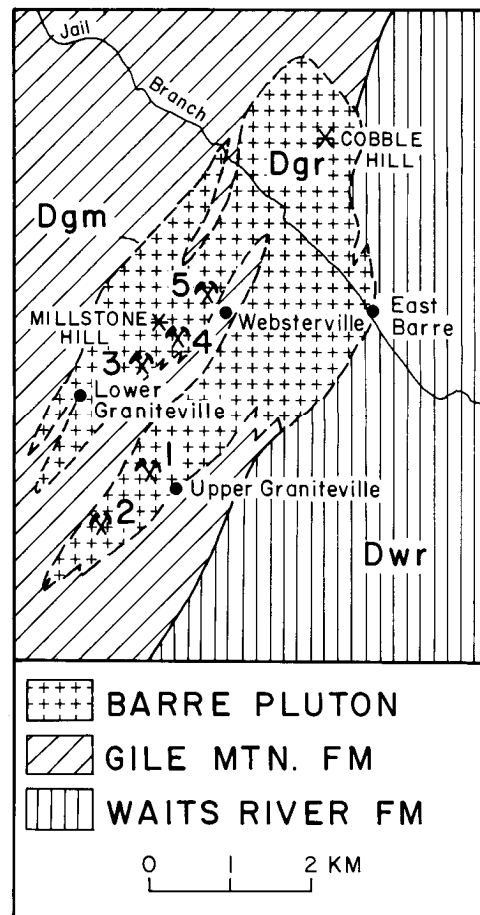 Jail
Branch
COBBLE
HILL
Dgr
Dgm
5
MILLSTONE
HILL
4
Websterville
East
Barre
3
Lower
Graniteville
1
Upper Graniteville
2
Dwr
BARRE PLUTON
GILE MTN. FM
WAITS RIVER FM
0 1 2 KM